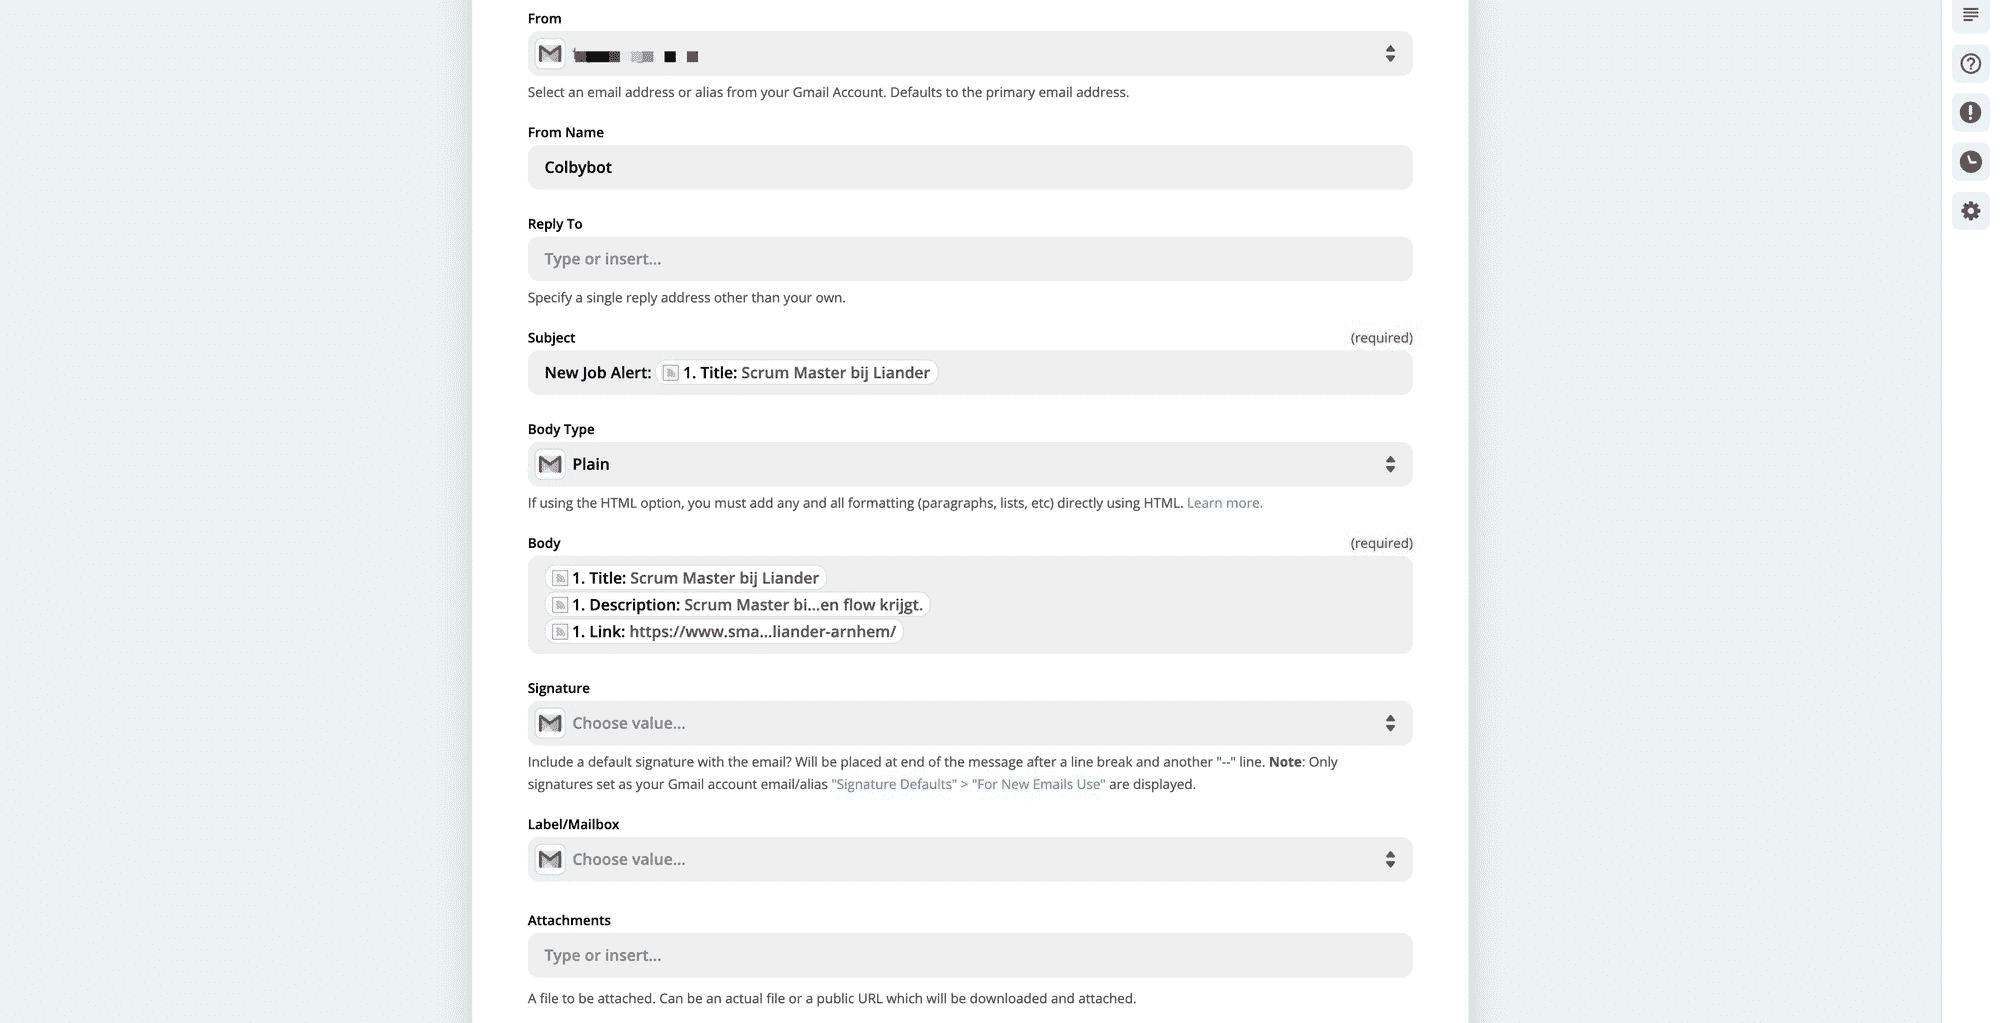 From
Select an email address or alias from your Gmail Account. Defaults to the primary email address.
From Name
Colbybot
Reply To
Type or insert...
Specify a single reply address other than your own.
Subject (required)
New Job Alert: 1. Title: Scrum Master bij Liander
Body Type
Plain
If using the HTML option, you must add any and all formatting (paragraphs, lists, etc) directly using HTML. Learn more.
Body (required)
1. Title: Scrum Master bij Liander
1. Description: Scrum Master bi...en flow krijgt.
1. Link: https://www.sma...liander-arnhem/
Signature
Choose value...
Include a default signature with the email? Will be placed at end of the message after a line break and another "--" line. Note: Only
signatures set as your Gmail account email/alias "Signature Defaults" > "For New Emails Use" are displayed.
Label/Mailbox
Choose value...
Attachments
Type or insert...
A file to be attached. Can be an actual file or a public URL which will be downloaded and attached.